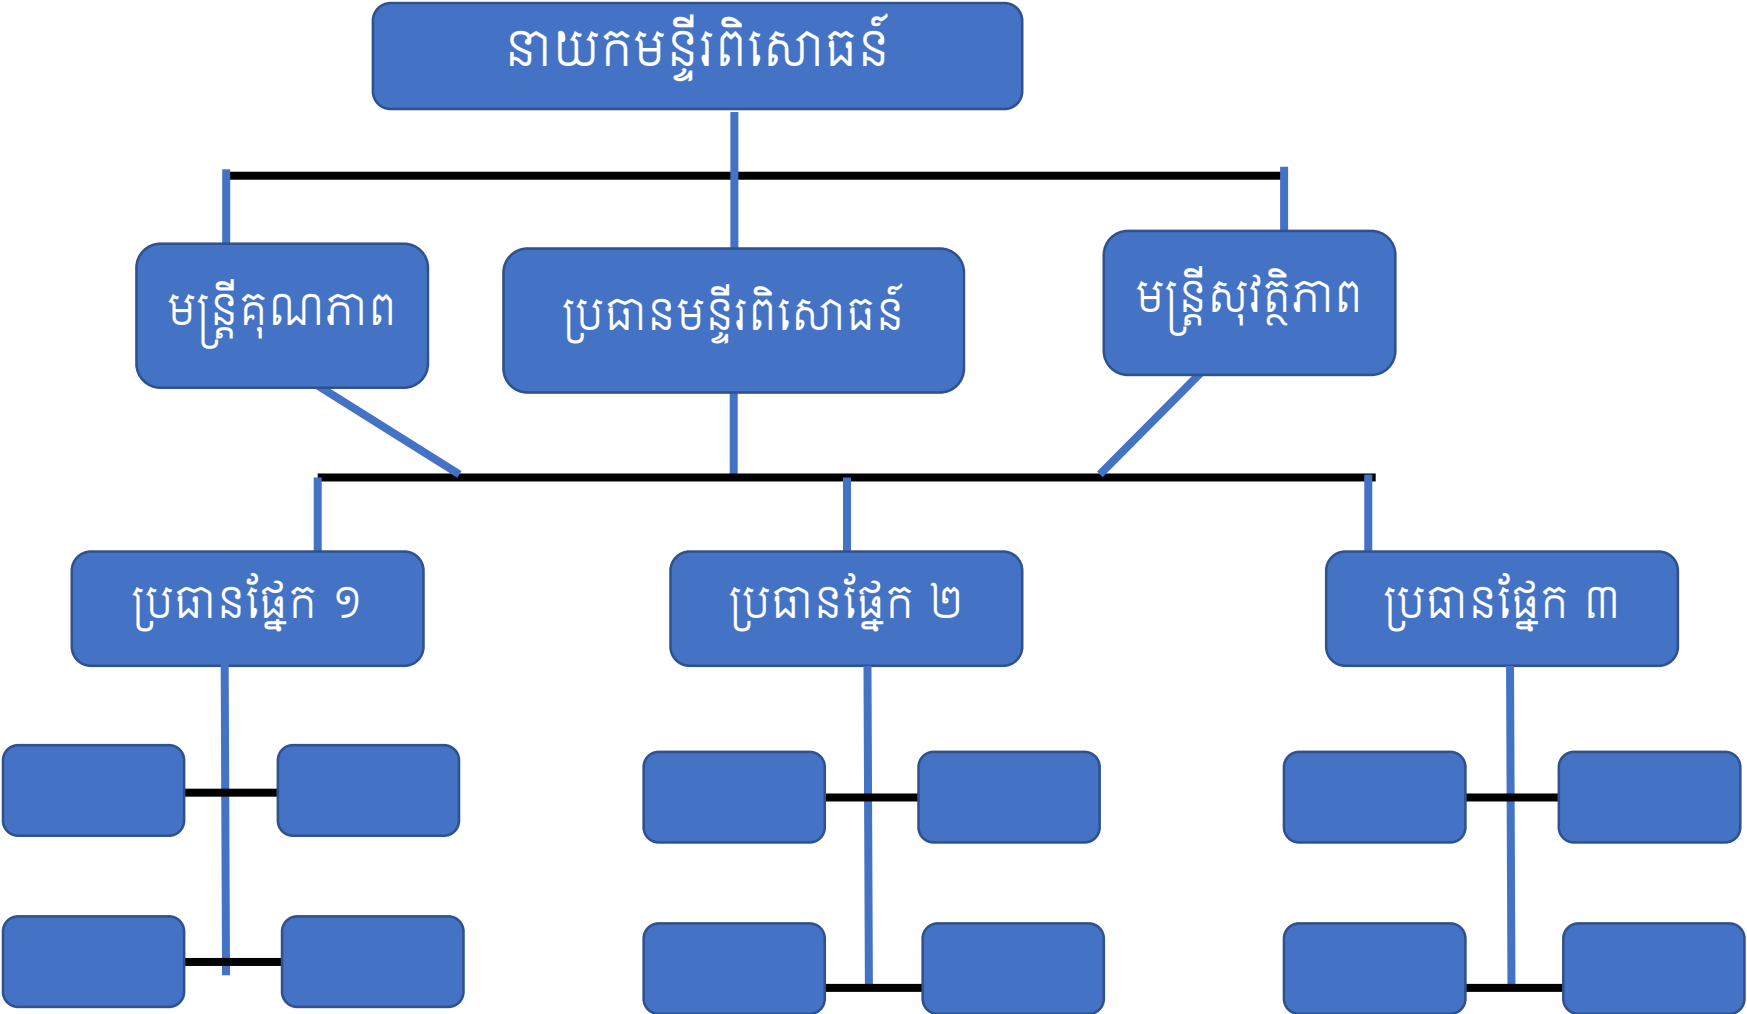 នាយកមន្ទីរពិសោធន៍
មន្ត្រីគុណភាព
ប្រធានមន្ទីរពិសោធន៍
មន្ត្រីសុវត្ថិភាព
ប្រធានផ្នែក ១
ប្រធានផ្នែក ២
ប្រធានផ្នែក ៣